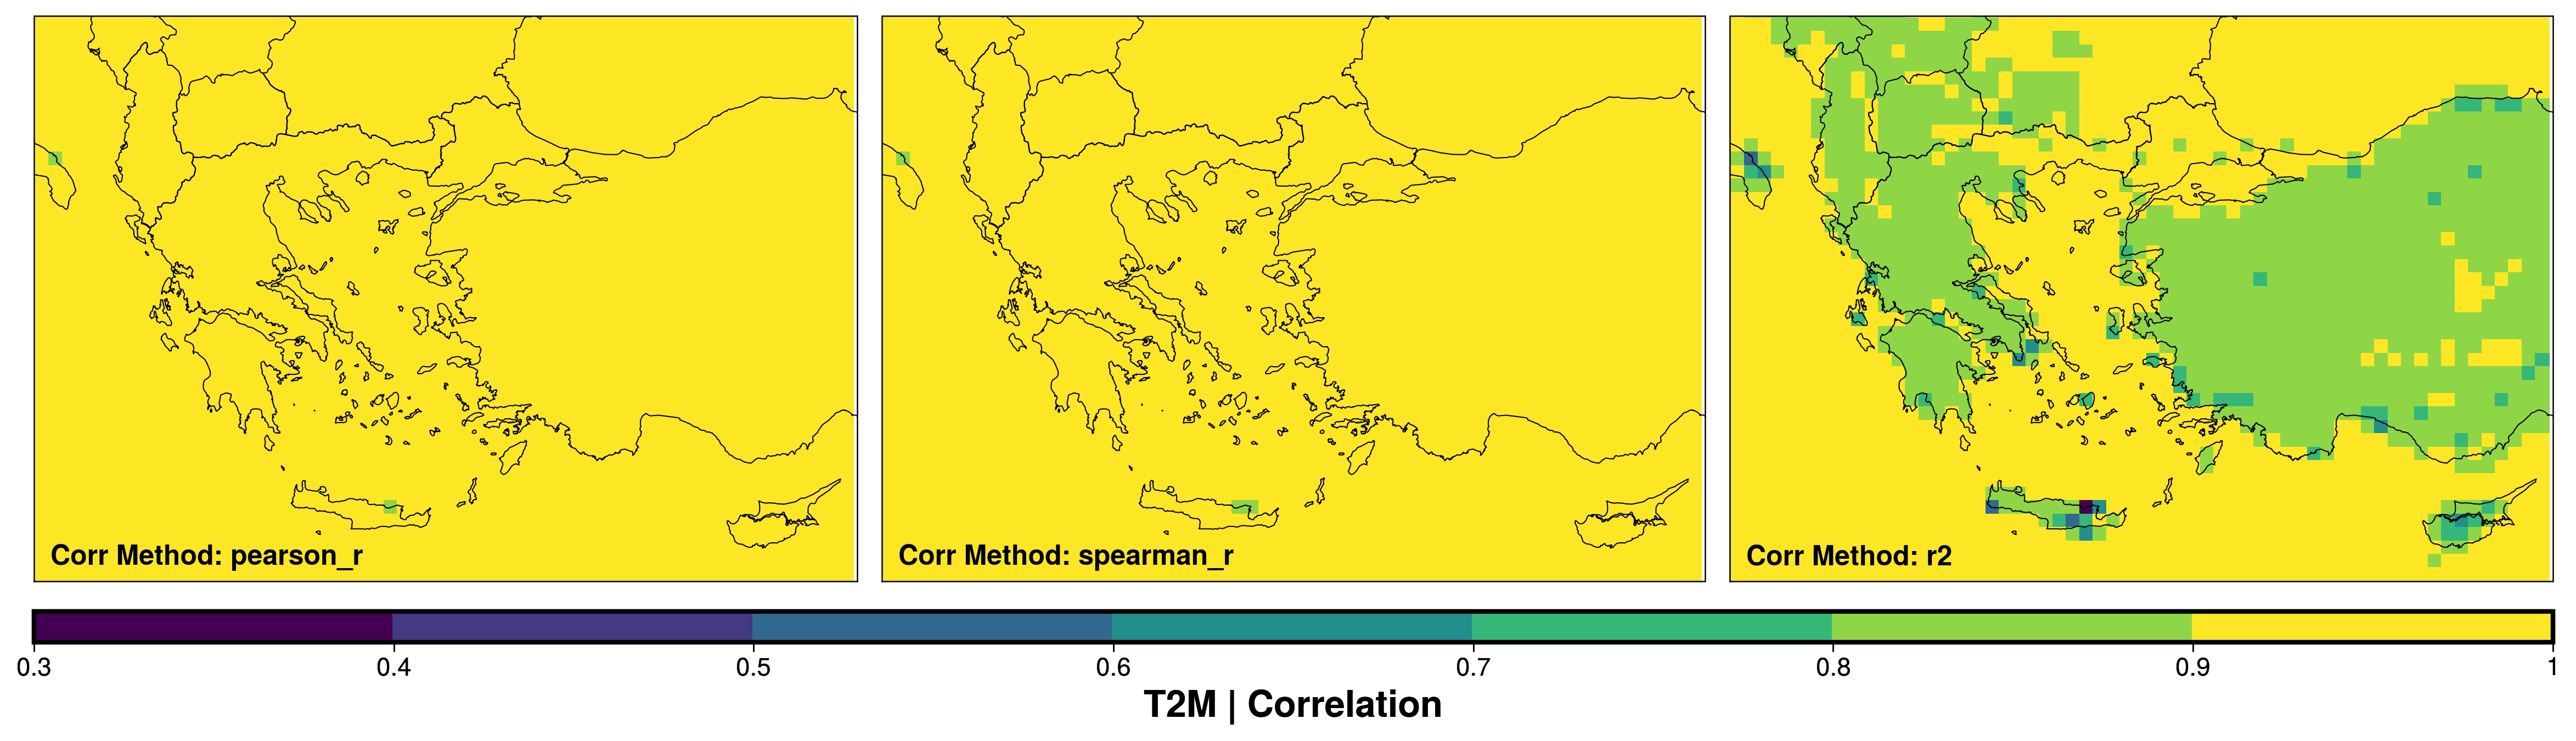 Corr Method: pearson_r
Corr Method: spearman_r
Corr Method: r2
0.3 0.4 0.5 0.6 0.7 0.8 0.9 1
T2M | Correlation